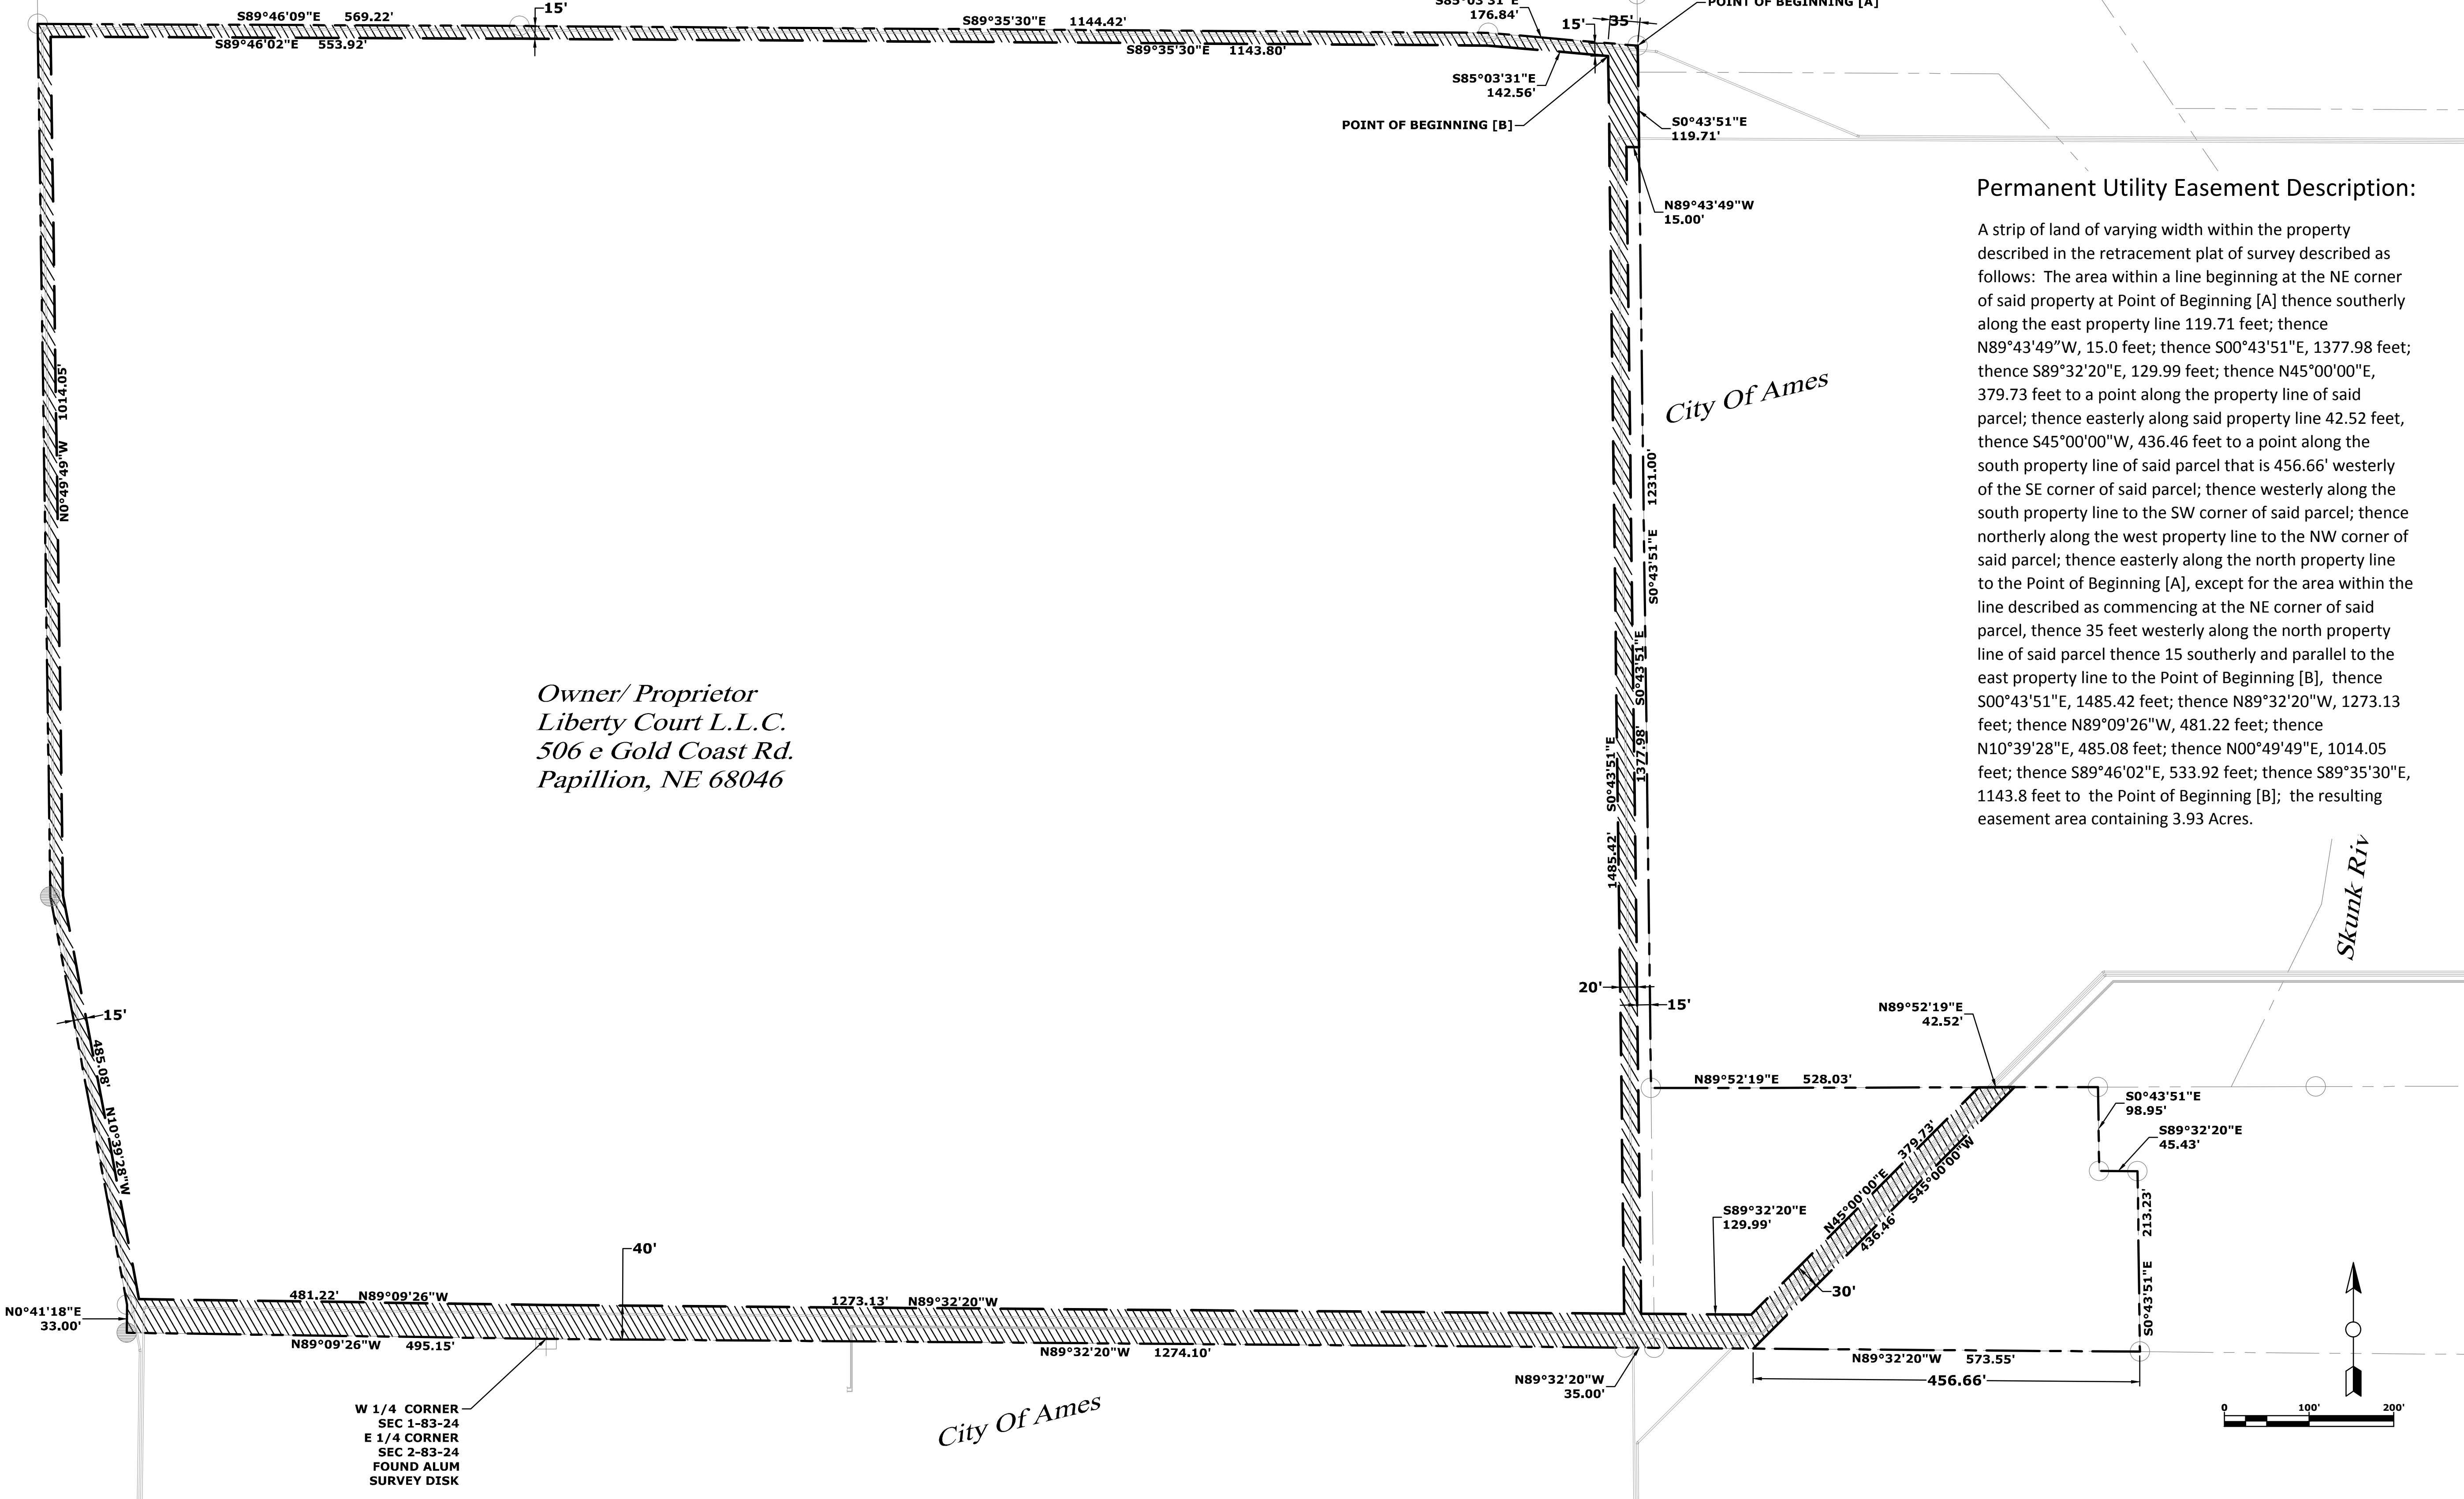 S89°46'09"E 569.22'
15'
S89°46'02"E 553.92'
S89°35'30"E 1144.42'
S89°35'30"E 1143.80'
S85°03'31"E
176.84'
15'
35'
POINT OF BEGINNING [A]
S85°03'31"E
142.56'
POINT OF BEGINNING [B]
S0°43'51"E
119.71'
N89°43'49"W
15.00'
Permanent Utility Easement Description:
A strip of land of varying width within the property
described in the retracement plat of survey described as
follows: The area within a line beginning at the NE corner
of said property at Point of Beginning [A] thence southerly
along the east property line 119.71 feet; thence
N89°43'49”W, 15.0 feet; thence S00°43'51"E, 1377.98 feet;
thence S89°32'20"E, 129.99 feet; thence N45°00'00"E,
379.73 feet to a point along the property line of said
parcel; thence easterly along said property line 42.52 feet,
thence S45°00'00"W, 436.46 feet to a point along the
south property line of said parcel that is 456.66' westerly
of the SE corner of said parcel; thence westerly along the
south property line to the SW corner of said parcel; thence
northerly along the west property line to the NW corner of
said parcel; thence easterly along the north property line
to the Point of Beginning [A], except for the area within the
line described as commencing at the NE corner of said
parcel, thence 35 feet westerly along the north property
line of said parcel thence 15 southerly and parallel to the
east property line to the Point of Beginning [B], thence
S00°43'51"E, 1485.42 feet; thence N89°32'20"W, 1273.13
feet; thence N89°09'26"W, 481.22 feet; thence
N10°39'28"E, 485.08 feet; thence N00°49'49"E, 1014.05
feet; thence S89°46'02"E, 533.92 feet; thence S89°35'30"E,
1143.8 feet to the Point of Beginning [B]; the resulting
easement area containing 3.93 Acres.
N0°49'49"W 1014.05'
City Of Ames
S0°43'51"E 1231.00'
Owner/ Proprietor
Liberty Court L.L.C.
506 e Gold Coast Rd.
Papillion, NE 68046
1377.98' S0°43'51"E
1485.42' S0°43'51"E
Skunk Riv
20'
15'
15'
485.08' N10°39'28"W
N89°52'19"E
42.52'
N89°52'19"E 528.03'
S0°43'51"E
98.95'
S89°32'20"E
45.43'
N45°00'00"E 379.73'
436.46' S45°00'00"W
S89°32'20"E
129.99'
S0°43'51"E 213.23'
30'
40'
481.22' N89°09'26"W
1273.13' N89°32'20"W
N0°41'18"E
33.00'
N89°09'26"W 495.15'
N89°32'20"W 1274.10'
N89°32'20"W
35.00'
N89°32'20"W 573.55'
456.66'
W 1/4 CORNER
SEC 1-83-24
E 1/4 CORNER
SEC 2-83-24
FOUND ALUM
SURVEY DISK
City Of Ames
0 100' 200'